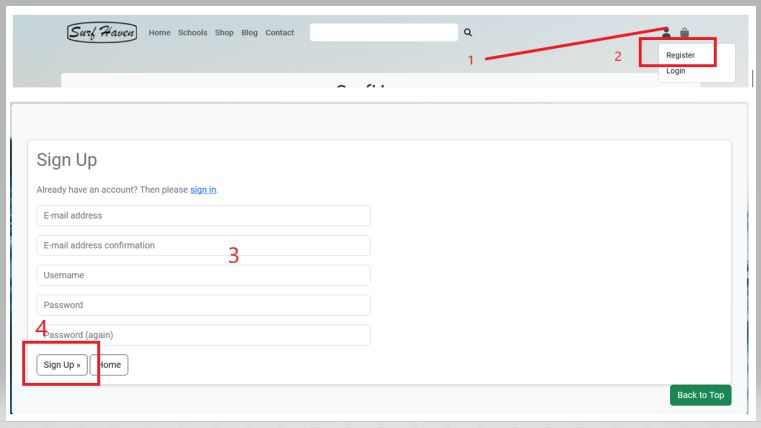 Surf Haven Home Schools Shop Blog Contact
1
2
Register
Login
Sign Up
Already have an account? Then please sign in.
E-mail address
E-mail address confirmation
3
Username
Password
4
Password (again)
Sign Up » Home
Back to Top